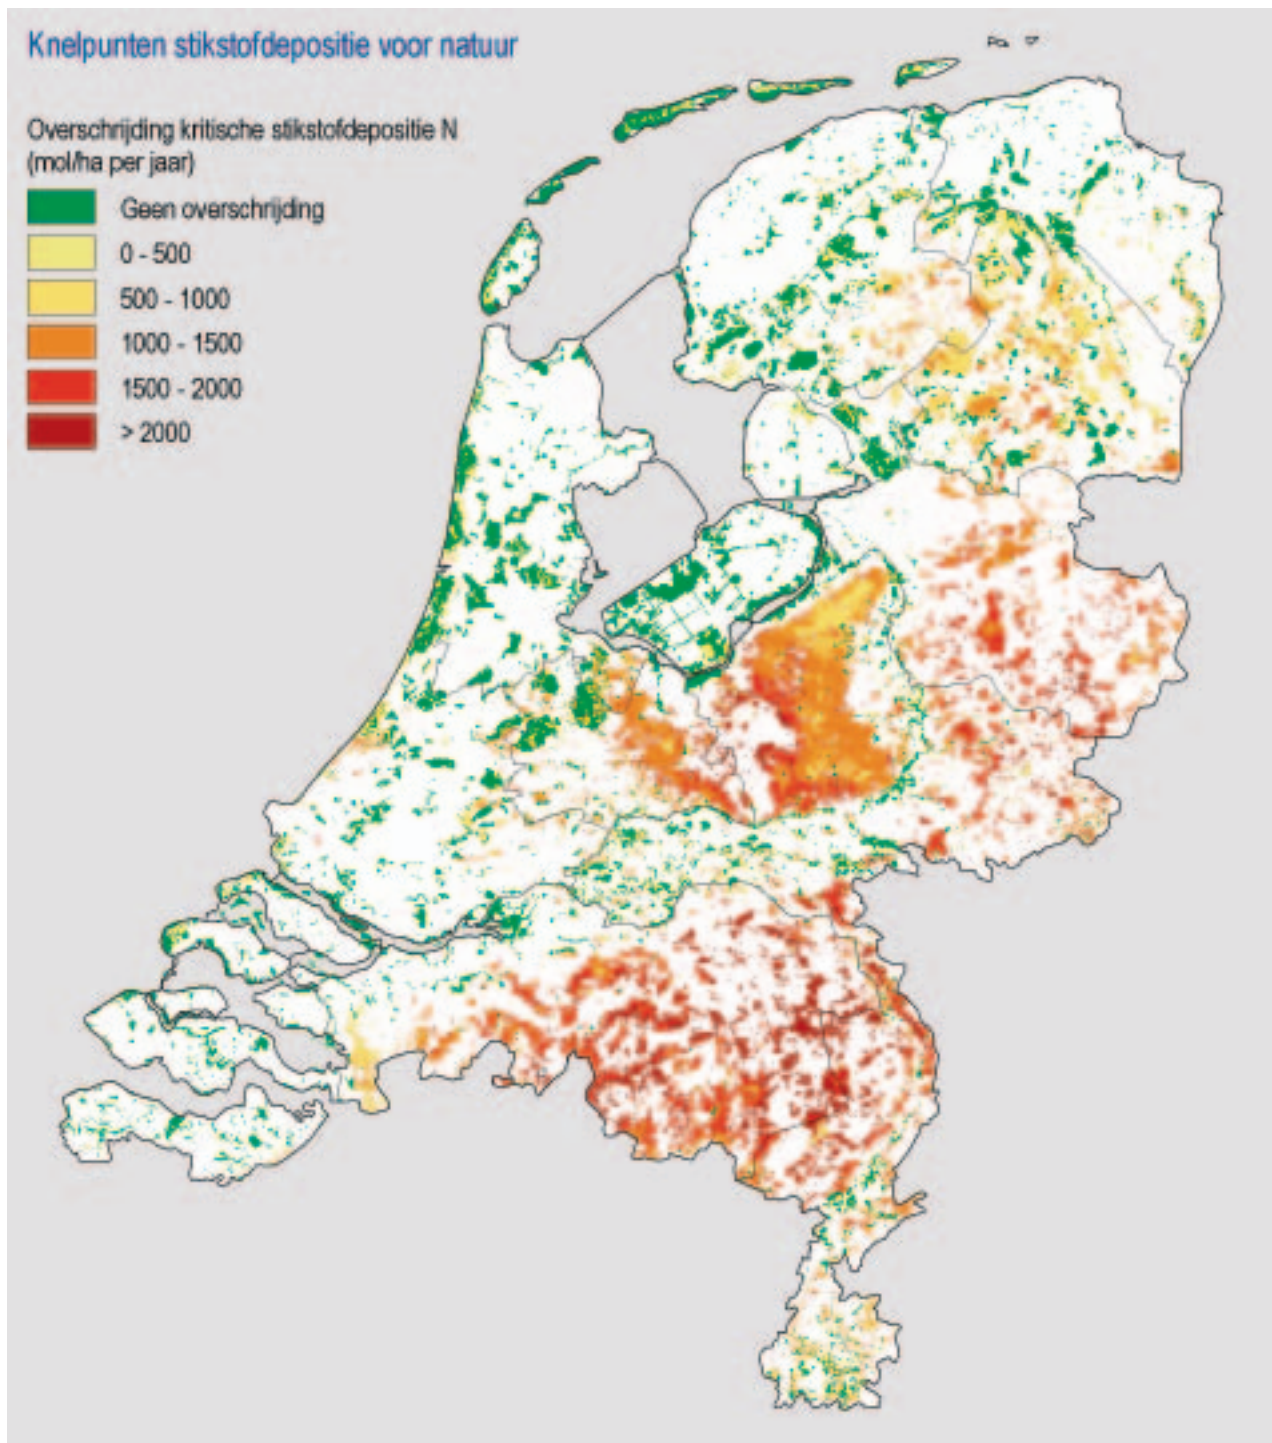 Knelpunten stikstofdepositie voor natuur
Overschrijding kritische stikstofdepositie N
(mol/ha per jaar)
Geen overschrijding
0 - 500
500 - 1000
1000 - 1500
1500 - 2000
> 2000